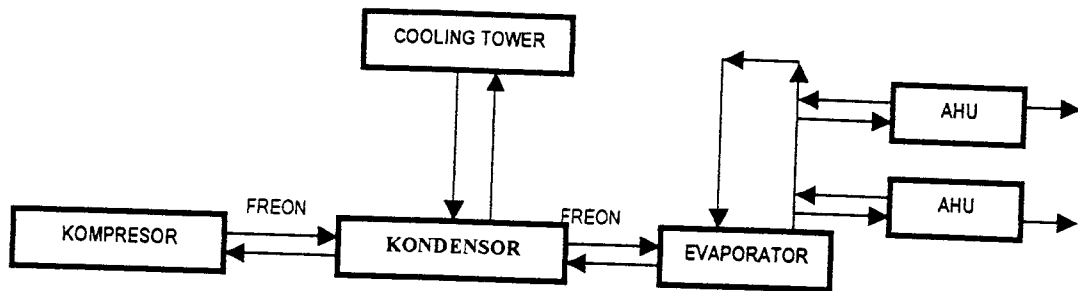 COOLING TOWER
AHU
AHU
FREON
FREON
KOMPRESOR
KONDENSOR
EVAPORATOR